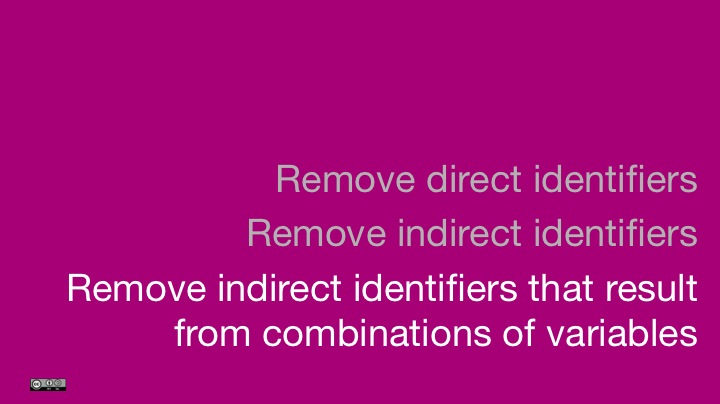 Remove direct identifiers
Remove indirect identifiers
Remove indirect identifiers that result
from combinations of variables